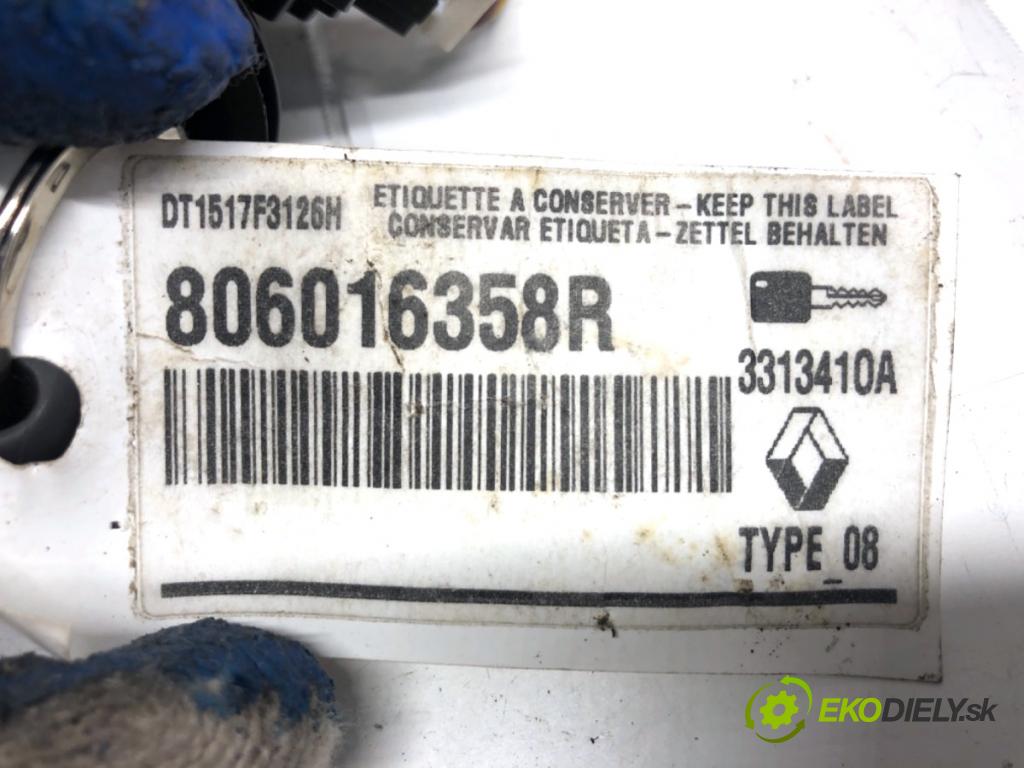 DT1517F3126H
ETIQUETTE A CONSERVER - KEEP THIS LABEL
CONSERVAR ETIQUETA - ZETTEL BEHALTEN
806016358R
3313410A
TYPE_08
EKODIELY.sk